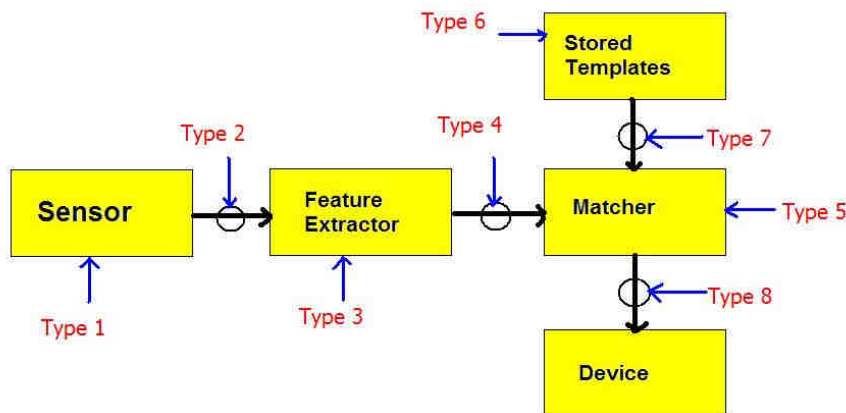 Type 6
Stored
Templates
Type 2
Type 4
Type 7
Sensor
Feature
Extractor
Matcher
Type 5
Type 1
Type 3
Type 8
Device